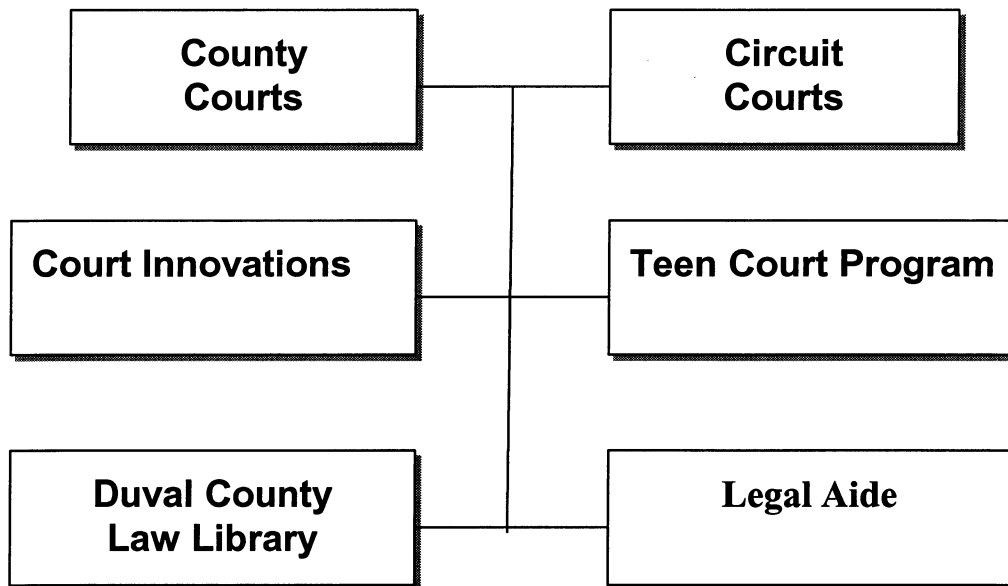 County
Courts
Circuit
Courts
Court Innovations
Teen Court Program
Duval County
Law Library
Legal Aide